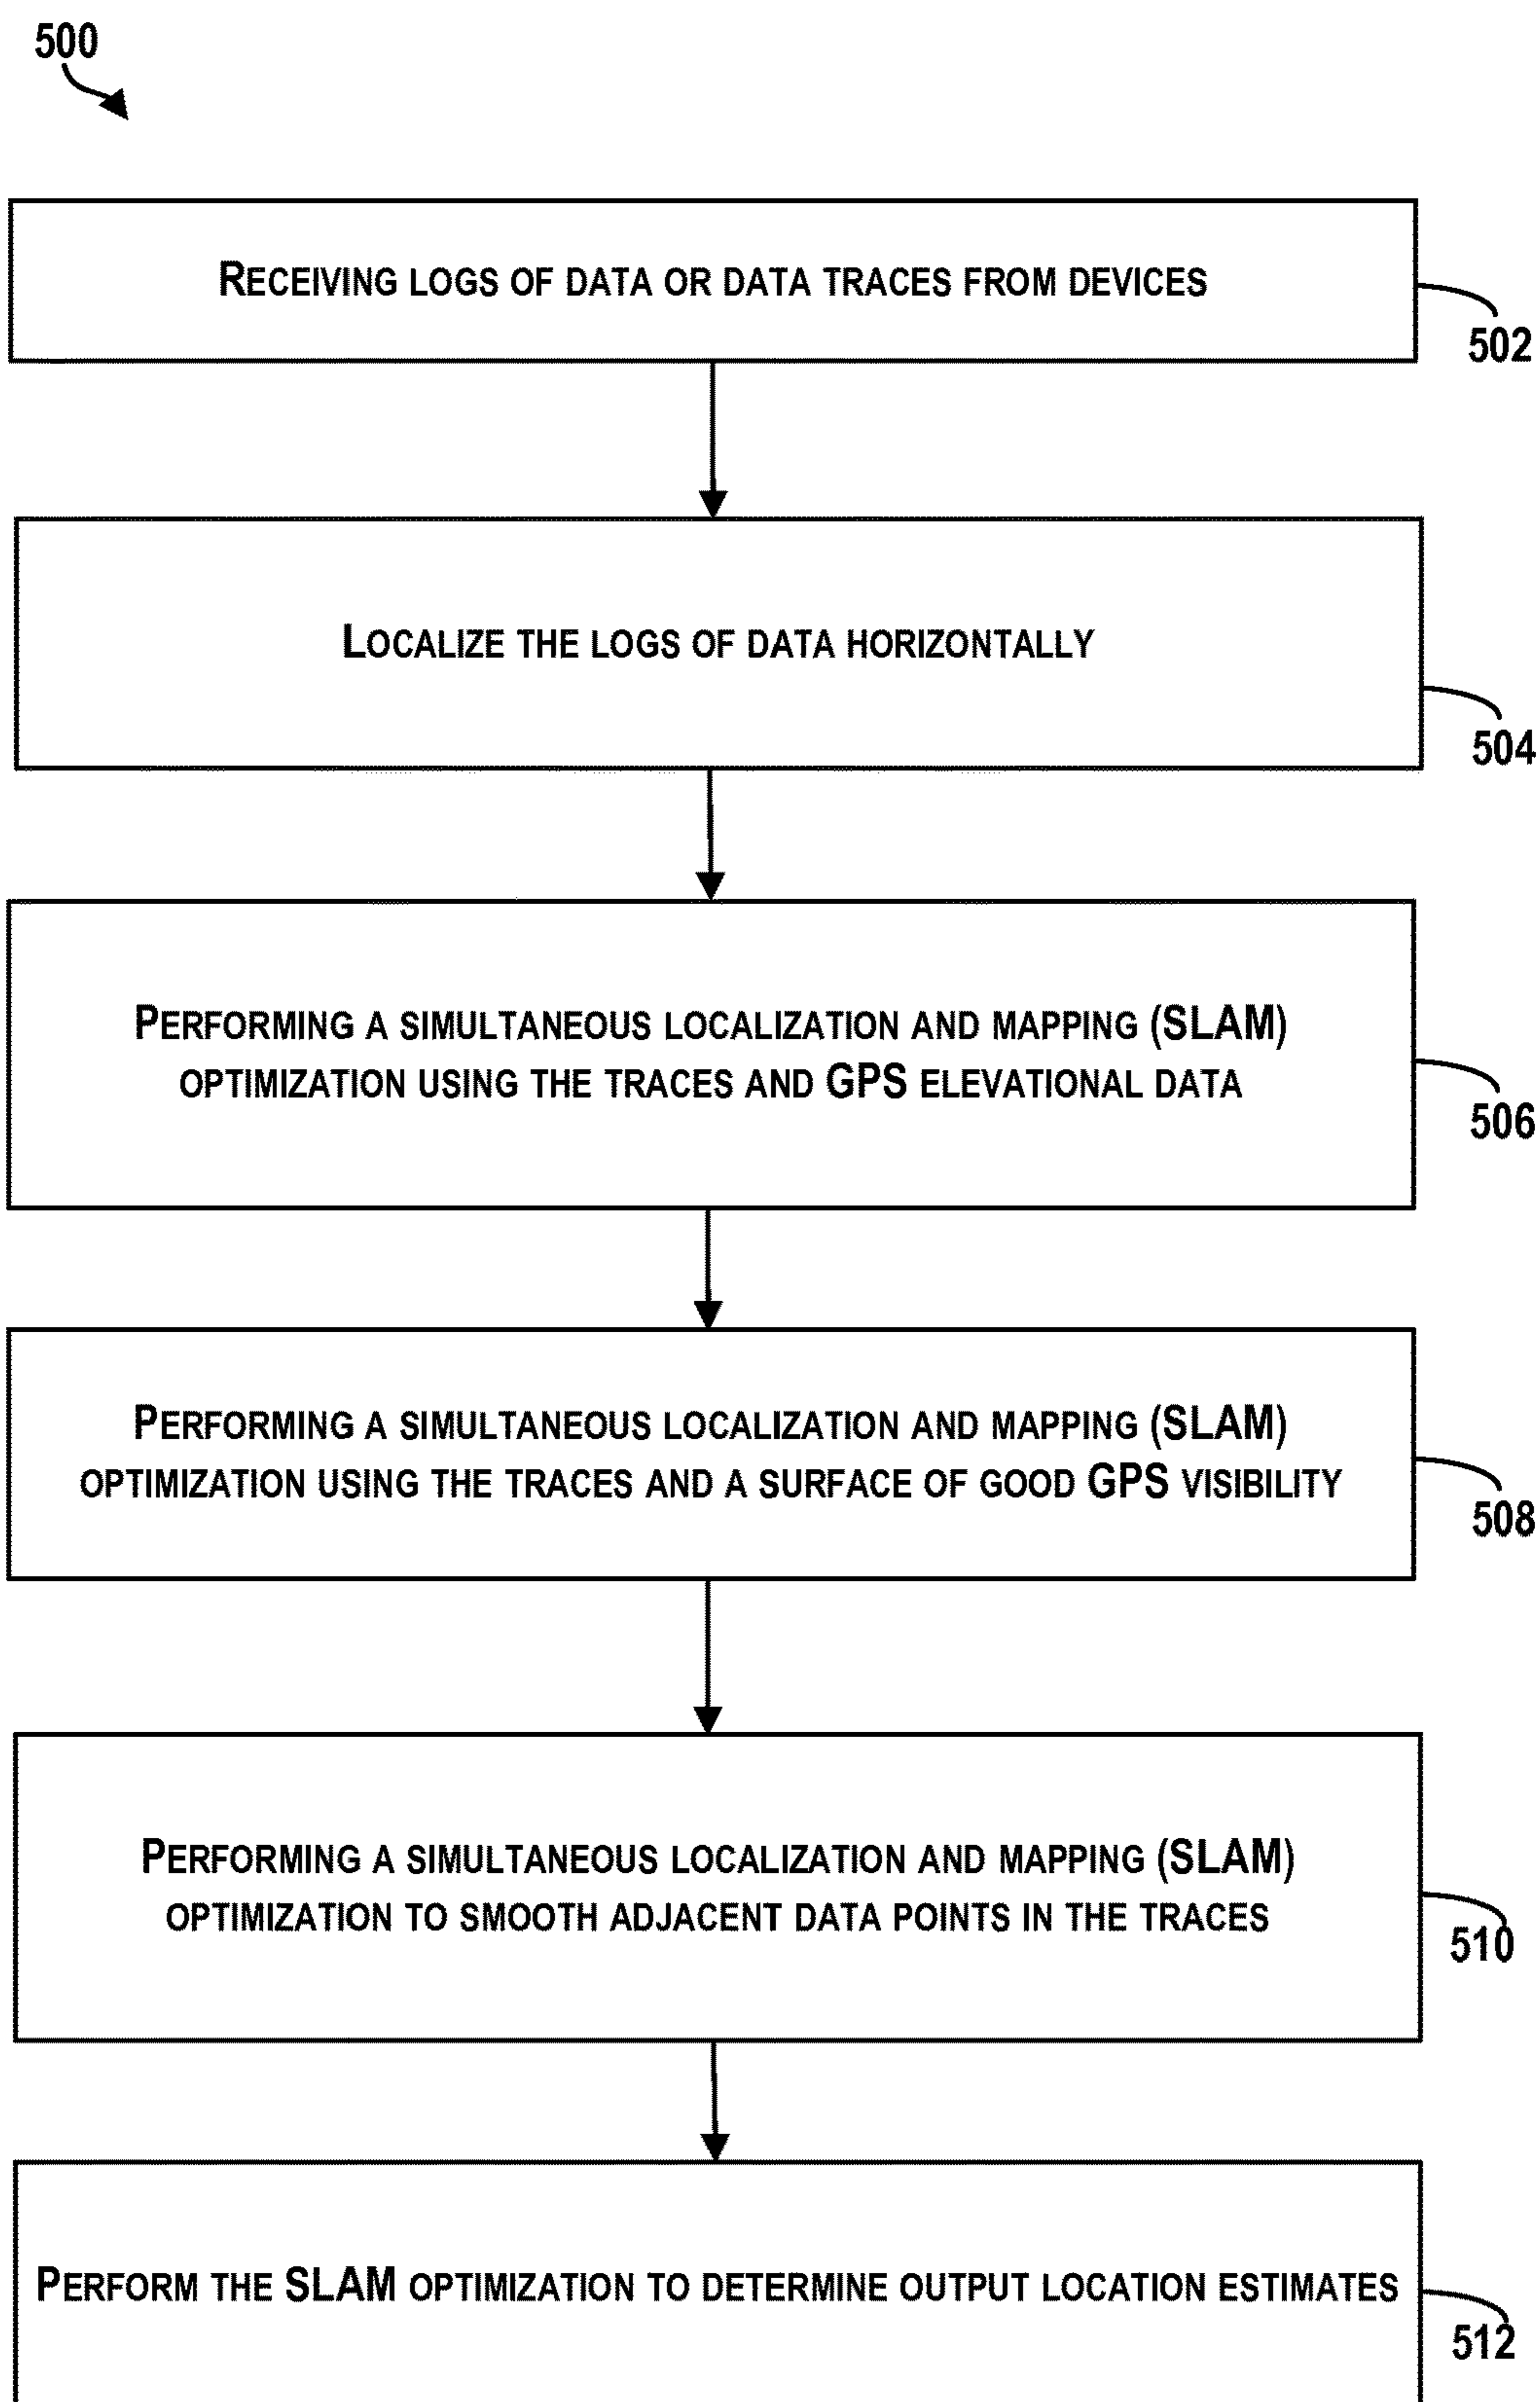 500
RECEIVING LOGS OF DATA OR DATA TRACES FROM DEVICES
502
LOCALIZE THE LOGS OF DATA HORIZONTALLY
504
PERFORMING A SIMULTANEOUS LOCALIZATION AND MAPPING (SLAM)
OPTIMIZATION USING THE TRACES AND GPS ELEVATIONAL DATA
506
PERFORMING A SIMULTANEOUS LOCALIZATION AND MAPPING (SLAM)
OPTIMIZATION USING THE TRACES AND A SURFACE OF GOOD GPS VISIBILITY
508
PERFORMING A SIMULTANEOUS LOCALIZATION AND MAPPING (SLAM)
OPTIMIZATION TO SMOOTH ADJACENT DATA POINTS IN THE TRACES
510
PERFORM THE SLAM OPTIMIZATION TO DETERMINE OUTPUT LOCATION ESTIMATES
512